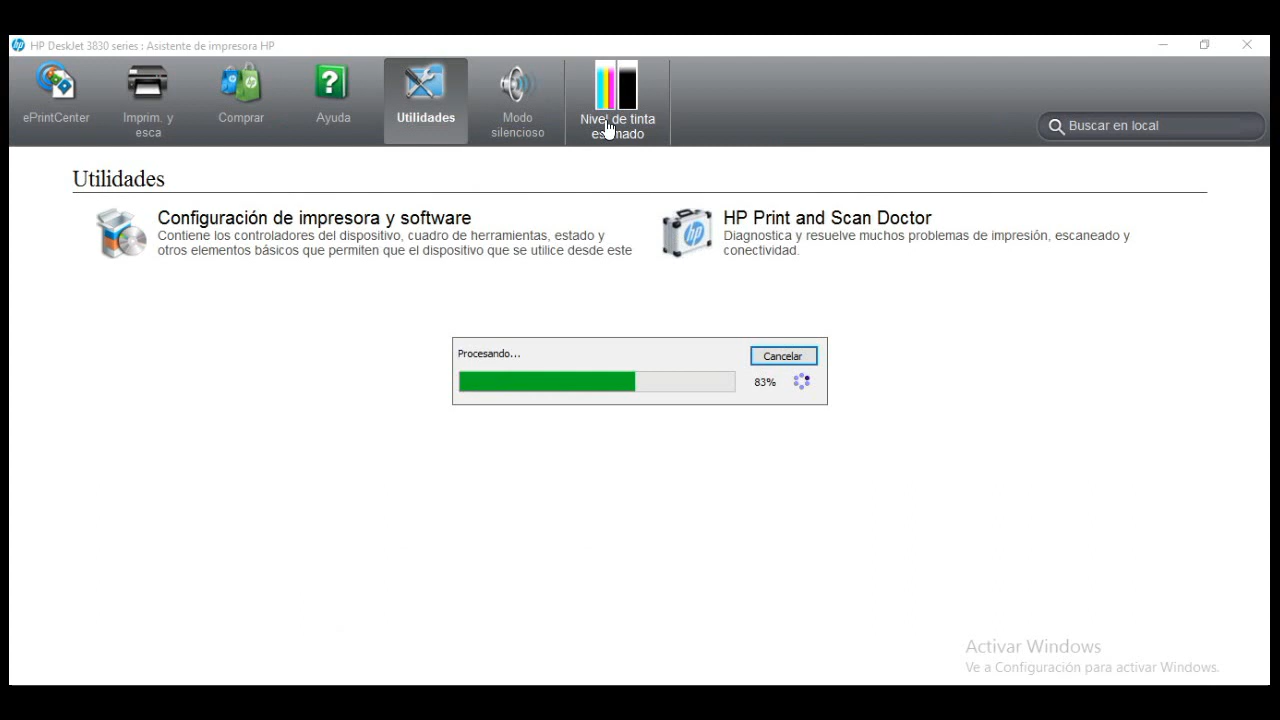 HP DeskJet 3830 series : Asistente de impresora HP
ePrintCenter
Imprim. y
esca
Comprar
Ayuda
Utilidades
Modo
silencioso
Nivel de tinta
Buscar en local
Utilidades
Configuración de impresora y software
Contiene los controladores del dispositivo, cuadro de herramientas, estado y
otros elementos básicos que permiten que el dispositivo que se utilice desde este
HP Print and Scan Doctor
Diagnostica y resuelve muchos problemas de impresión, escaneado y
conectividad.
Procesando...
Cancelar
83%
Activar Windows
Ve a Configuración para activar Windows.